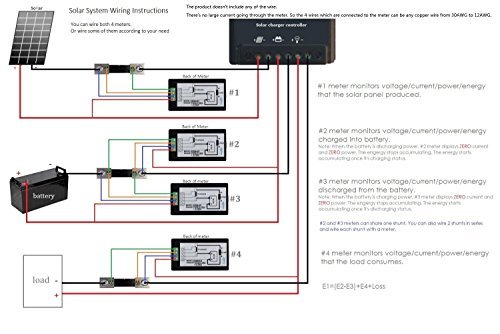 Solar
Solar System Wiring Instructions
You can wire both 4 meters.
Or wire some of them according to your need
The product doesn't include any of the wire.
There's no large current going through the meter. So the 4 wires which are connected to the meter can be any copper wire from 30AWG to 12AWG.
Solar charger controller
Back of Meter
#1
#1 meter monitors voltage/current/power/energy
that the solar panel produced.
Back of Meter
#2
#2 meter monitors voltage/current/power/energy
charged into battery.
Note: When the battery is discharging power, #2 meter displays ZERO current
and ZERO power. The engergy stops accumulating. The energy starts
accumulating once it's charging status.
+
-
battery
Back of meter
#3
#3 meter monitors voltage/current/power/energy
discharged from the battery.
Note: When the battery is charging power, #3 meter displays ZERO current and
ZERO power. The engergy stops accumulating. The energy starts accumulating
once it's discharging status.
#2 and #3 meters can share one shunt. You can also wire 2 shunts in series
and wire each shunt with a meter.
Back of meter
#4
#4 meter monitors voltage/current/power/energy
that the load consumes.
load
-
+
E1=(E2-E3)+E4+Loss